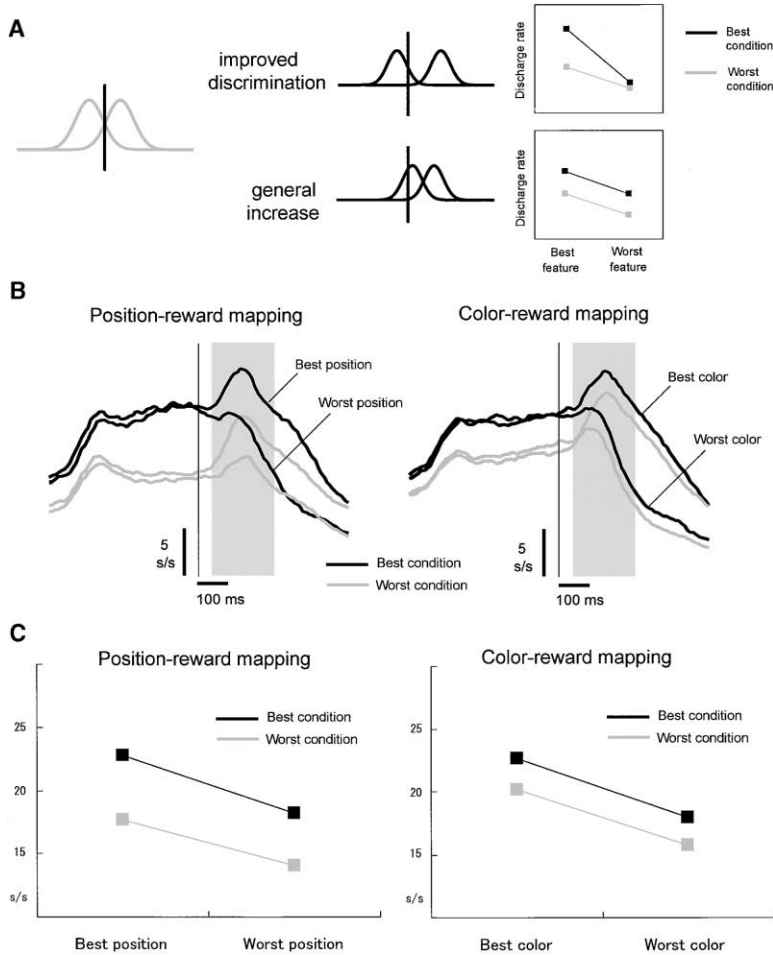 A
improved
discrimination
Discharge rate
Best
condition
Worst
condition
general
increase
Discharge rate
Best
feature
Worst
feature
B
Position-reward mapping
Color-reward mapping
Best position
Worst position
Best color
Worst color
5
s/s
100 ms
Best condition
Worst condition
5
s/s
100 ms
C
Position-reward mapping
Color-reward mapping
Best condition
Worst condition
Best condition
Worst condition
25
20
15
s/s
25
20
15
s/s
Best position
Worst position
Best color
Worst color